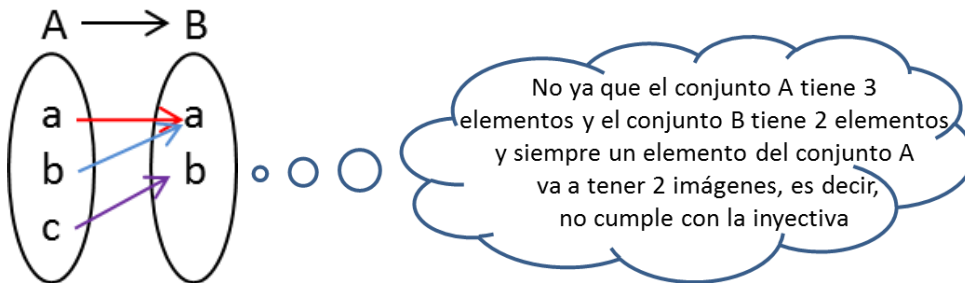 A B
a a
b b
c
No ya que el conjunto A tiene 3
elementos y el conjunto B tiene 2 elementos
y siempre un elemento del conjunto A
va a tener 2 imágenes, es decir,
no cumple con la inyectiva